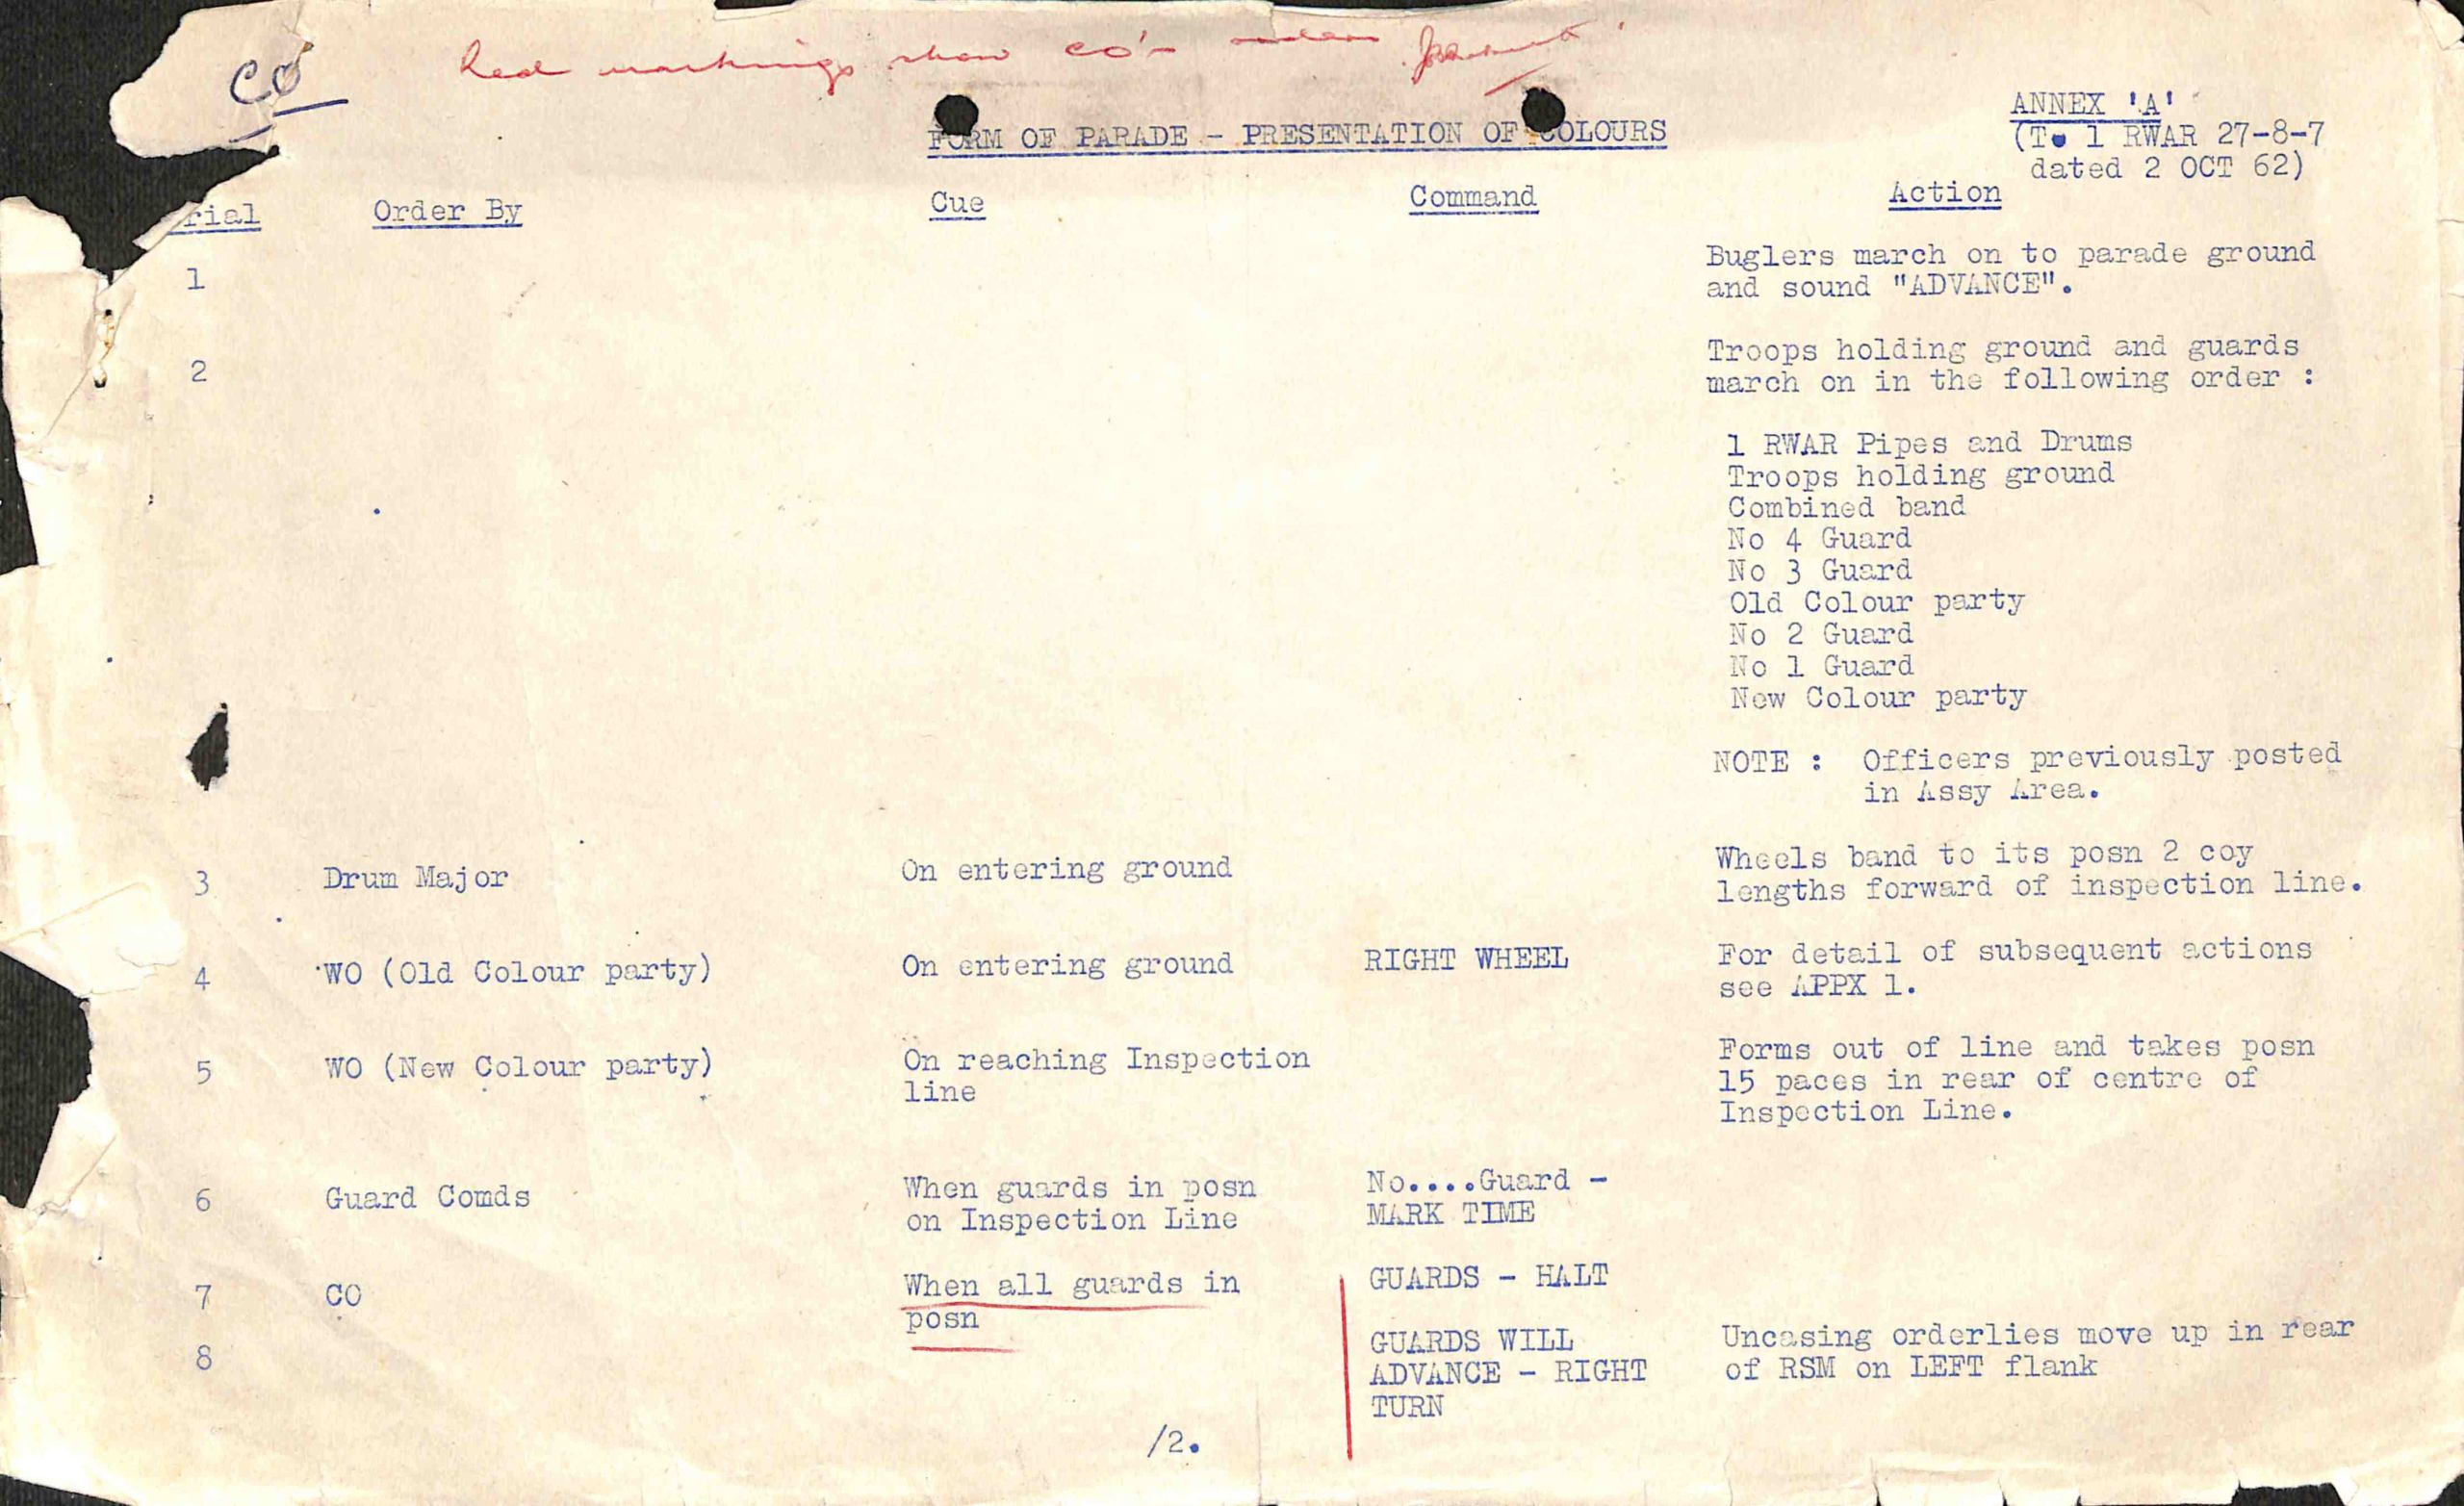 CO
Red markings show CO's
FORM OF PARADE - PRESENTATION OF COLOURS
ANNEX 'A'
(To 1 RWAR 27-8-7
dated 2 OCT 62)
rial Order By Cue Command Action
1 Buglers march on to parade ground
and sound "ADVANCE".
2 Troops holding ground and guards
march on in the following order :
1 RWAR Pipes and Drums
Troops holding ground
Combined band
No 4 Guard
No 3 Guard
Old Colour party
No 2 Guard
No 1 Guard
New Colour party
NOTE : Officers previously posted
in Assy Area.
3 Drum Major On entering ground Wheels band to its posn 2 coy
lengths forward of inspection line.
4 WO (Old Colour party) On entering ground RIGHT WHEEL For detail of subsequent actions
see APPX 1.
5 WO (New Colour party) On reaching Inspection Forms out of line and takes posn
line 15 paces in rear of centre of
Inspection Line.
6 Guard Comds When guards in posn No....Guard -
on Inspection Line MARK TIME
7 CO When all guards in GUARDS - HALT
posn
8 GUARDS WILL Uncasing orderlies move up in rear
ADVANCE - RIGHT of RSM on LEFT flank
TURN
/2.